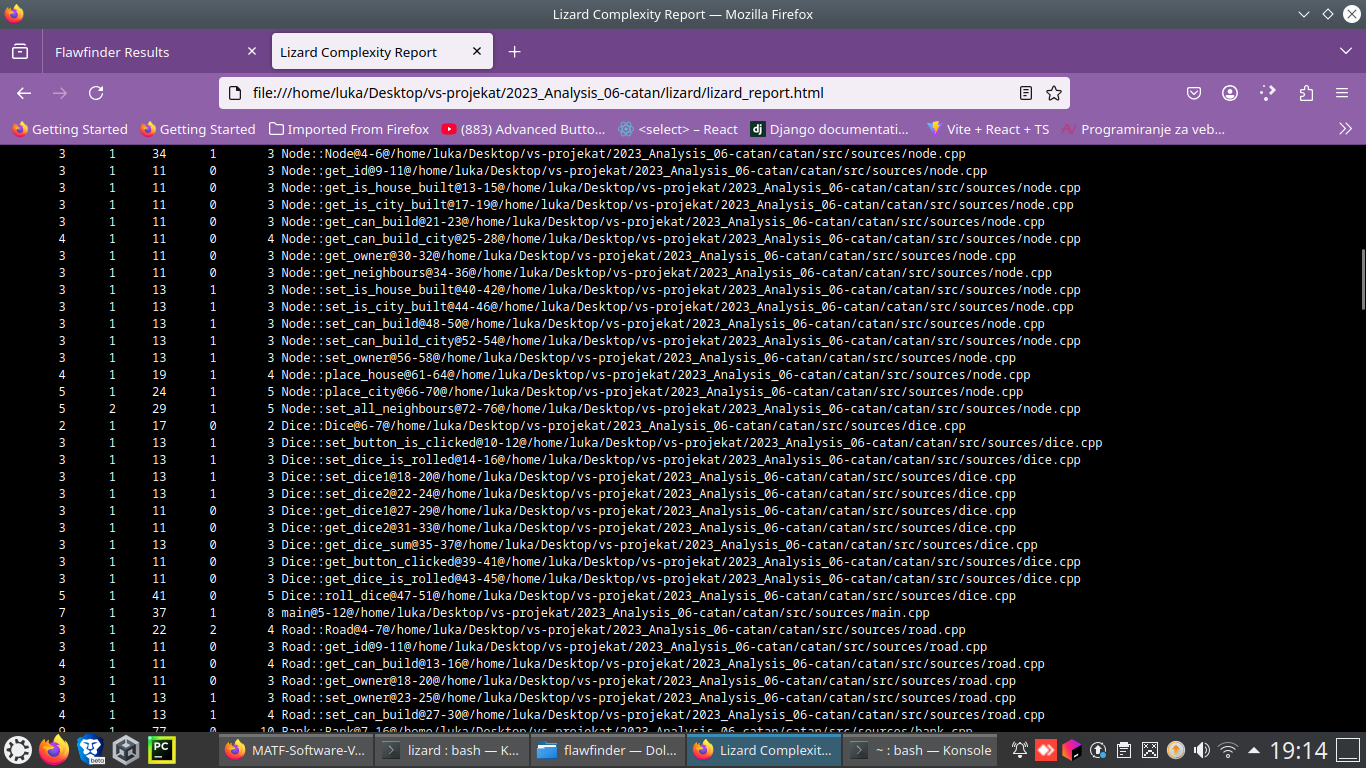 Lizard Complexity Report — Mozilla Firefox
Flawfinder Results
Lizard Complexity Report
file:///home/luka/Desktop/vs-projekat/2023_Analysis_06-catan/lizard/lizard_report.html
Getting Started Getting Started Imported From Firefox (883) Advanced Butto... <select> – React Django documentati... Vite + React + TS Programiranje za veb...
3 1 34 1 3 Node::Node@4-6@/home/luka/Desktop/vs-projekat/2023_Analysis_06-catan/catan/src/sources/node.cpp
3 1 11 0 3 Node::get_id@9-11@/home/luka/Desktop/vs-projekat/2023_Analysis_06-catan/catan/src/sources/node.cpp
3 1 11 0 3 Node::get_is_house_built@13-15@/home/luka/Desktop/vs-projekat/2023_Analysis_06-catan/catan/src/sources/node.cpp
3 1 11 0 3 Node::get_is_city_built@17-19@/home/luka/Desktop/vs-projekat/2023_Analysis_06-catan/catan/src/sources/node.cpp
3 1 11 0 3 Node::get_can_build@21-23@/home/luka/Desktop/vs-projekat/2023_Analysis_06-catan/catan/src/sources/node.cpp
4 1 11 0 4 Node::get_can_build_city@25-28@/home/luka/Desktop/vs-projekat/2023_Analysis_06-catan/catan/src/sources/node.cpp
3 1 11 0 3 Node::get_owner@30-32@/home/luka/Desktop/vs-projekat/2023_Analysis_06-catan/catan/src/sources/node.cpp
3 1 11 0 3 Node::get_neighbours@34-36@/home/luka/Desktop/vs-projekat/2023_Analysis_06-catan/catan/src/sources/node.cpp
3 1 13 1 3 Node::set_is_house_built@40-42@/home/luka/Desktop/vs-projekat/2023_Analysis_06-catan/catan/src/sources/node.cpp
3 1 13 1 3 Node::set_is_city_built@44-46@/home/luka/Desktop/vs-projekat/2023_Analysis_06-catan/catan/src/sources/node.cpp
3 1 13 1 3 Node::set_can_build@48-50@/home/luka/Desktop/vs-projekat/2023_Analysis_06-catan/catan/src/sources/node.cpp
3 1 13 1 3 Node::set_can_build_city@52-54@/home/luka/Desktop/vs-projekat/2023_Analysis_06-catan/catan/src/sources/node.cpp
3 1 13 1 3 Node::set_owner@56-58@/home/luka/Desktop/vs-projekat/2023_Analysis_06-catan/catan/src/sources/node.cpp
4 1 19 1 4 Node::place_house@61-64@/home/luka/Desktop/vs-projekat/2023_Analysis_06-catan/catan/src/sources/node.cpp
5 1 24 1 5 Node::place_city@66-70@/home/luka/Desktop/vs-projekat/2023_Analysis_06-catan/catan/src/sources/node.cpp
5 2 29 1 5 Node::set_all_neighbours@72-76@/home/luka/Desktop/vs-projekat/2023_Analysis_06-catan/catan/src/sources/node.cpp
2 1 17 0 2 Dice::Dice@6-7@/home/luka/Desktop/vs-projekat/2023_Analysis_06-catan/catan/src/sources/dice.cpp
3 1 13 1 3 Dice::set_button_is_clicked@10-12@/home/luka/Desktop/vs-projekat/2023_Analysis_06-catan/catan/src/sources/dice.cpp
3 1 13 1 3 Dice::set_dice_is_rolled@14-16@/home/luka/Desktop/vs-projekat/2023_Analysis_06-catan/catan/src/sources/dice.cpp
3 1 13 1 3 Dice::set_dice1@18-20@/home/luka/Desktop/vs-projekat/2023_Analysis_06-catan/catan/src/sources/dice.cpp
3 1 13 1 3 Dice::set_dice2@22-24@/home/luka/Desktop/vs-projekat/2023_Analysis_06-catan/catan/src/sources/dice.cpp
3 1 11 0 3 Dice::get_dice1@27-29@/home/luka/Desktop/vs-projekat/2023_Analysis_06-catan/catan/src/sources/dice.cpp
3 1 11 0 3 Dice::get_dice2@31-33@/home/luka/Desktop/vs-projekat/2023_Analysis_06-catan/catan/src/sources/dice.cpp
3 1 13 0 3 Dice::get_dice_sum@35-37@/home/luka/Desktop/vs-projekat/2023_Analysis_06-catan/catan/src/sources/dice.cpp
3 1 11 0 3 Dice::get_button_clicked@39-41@/home/luka/Desktop/vs-projekat/2023_Analysis_06-catan/catan/src/sources/dice.cpp
3 1 11 0 3 Dice::get_dice_is_rolled@43-45@/home/luka/Desktop/vs-projekat/2023_Analysis_06-catan/catan/src/sources/dice.cpp
5 1 41 0 5 Dice::roll_dice@47-51@/home/luka/Desktop/vs-projekat/2023_Analysis_06-catan/catan/src/sources/dice.cpp
7 1 37 1 8 main@5-12@/home/luka/Desktop/vs-projekat/2023_Analysis_06-catan/catan/src/sources/main.cpp
3 1 22 2 4 Road::Road@4-7@/home/luka/Desktop/vs-projekat/2023_Analysis_06-catan/catan/src/sources/road.cpp
3 1 11 0 3 Road::get_id@9-11@/home/luka/Desktop/vs-projekat/2023_Analysis_06-catan/catan/src/sources/road.cpp
4 1 11 0 4 Road::get_can_build@13-16@/home/luka/Desktop/vs-projekat/2023_Analysis_06-catan/catan/src/sources/road.cpp
3 1 11 0 3 Road::get_owner@18-20@/home/luka/Desktop/vs-projekat/2023_Analysis_06-catan/catan/src/sources/road.cpp
3 1 13 1 3 Road::set_owner@23-25@/home/luka/Desktop/vs-projekat/2023_Analysis_06-catan/catan/src/sources/road.cpp
4 1 13 1 4 Road::set_can_build@27-30@/home/luka/Desktop/vs-projekat/2023_Analysis_06-catan/catan/src/sources/road.cpp
PC beta MATF-Software-V... lizard : bash — K... flawfinder — Dol... Lizard Complexit... ~ : bash — Konsole 19:14